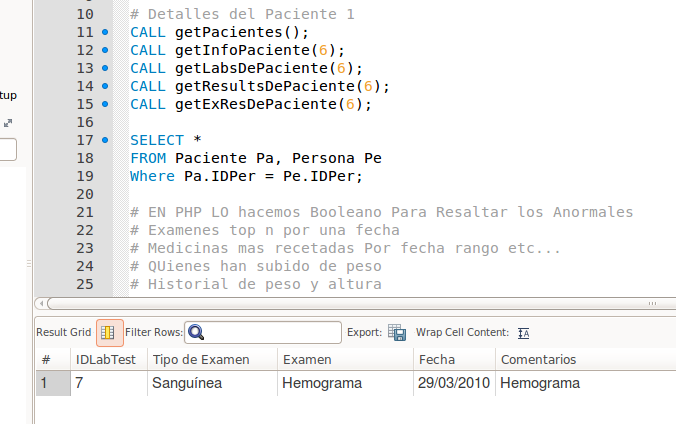 10 # Detalles del Paciente 1
11 CALL getPacientes();
12 CALL getInfoPaciente(6);
13 CALL getLabsDePaciente(6);
14 CALL getResultsDePaciente(6);
15 CALL getExResDePaciente(6);
16
17 SELECT *
18 FROM Paciente Pa, Persona Pe
19 Where Pa.IDPer = Pe.IDPer;
20
21 # EN PHP LO hacemos Booleano Para Resaltar los Anormales
22 # Examenes top n por una fecha
23 # Medicinas mas recetadas Por fecha rango etc...
24 # QUienes han subido de peso
25 # Historial de peso y altura
tup
Result Grid Filter Rows: Export: Wrap Cell Content: IA
# IDLabTest Tipo de Examen Examen Fecha Comentarios
1 7 Sanguínea Hemograma 29/03/2010 Hemograma